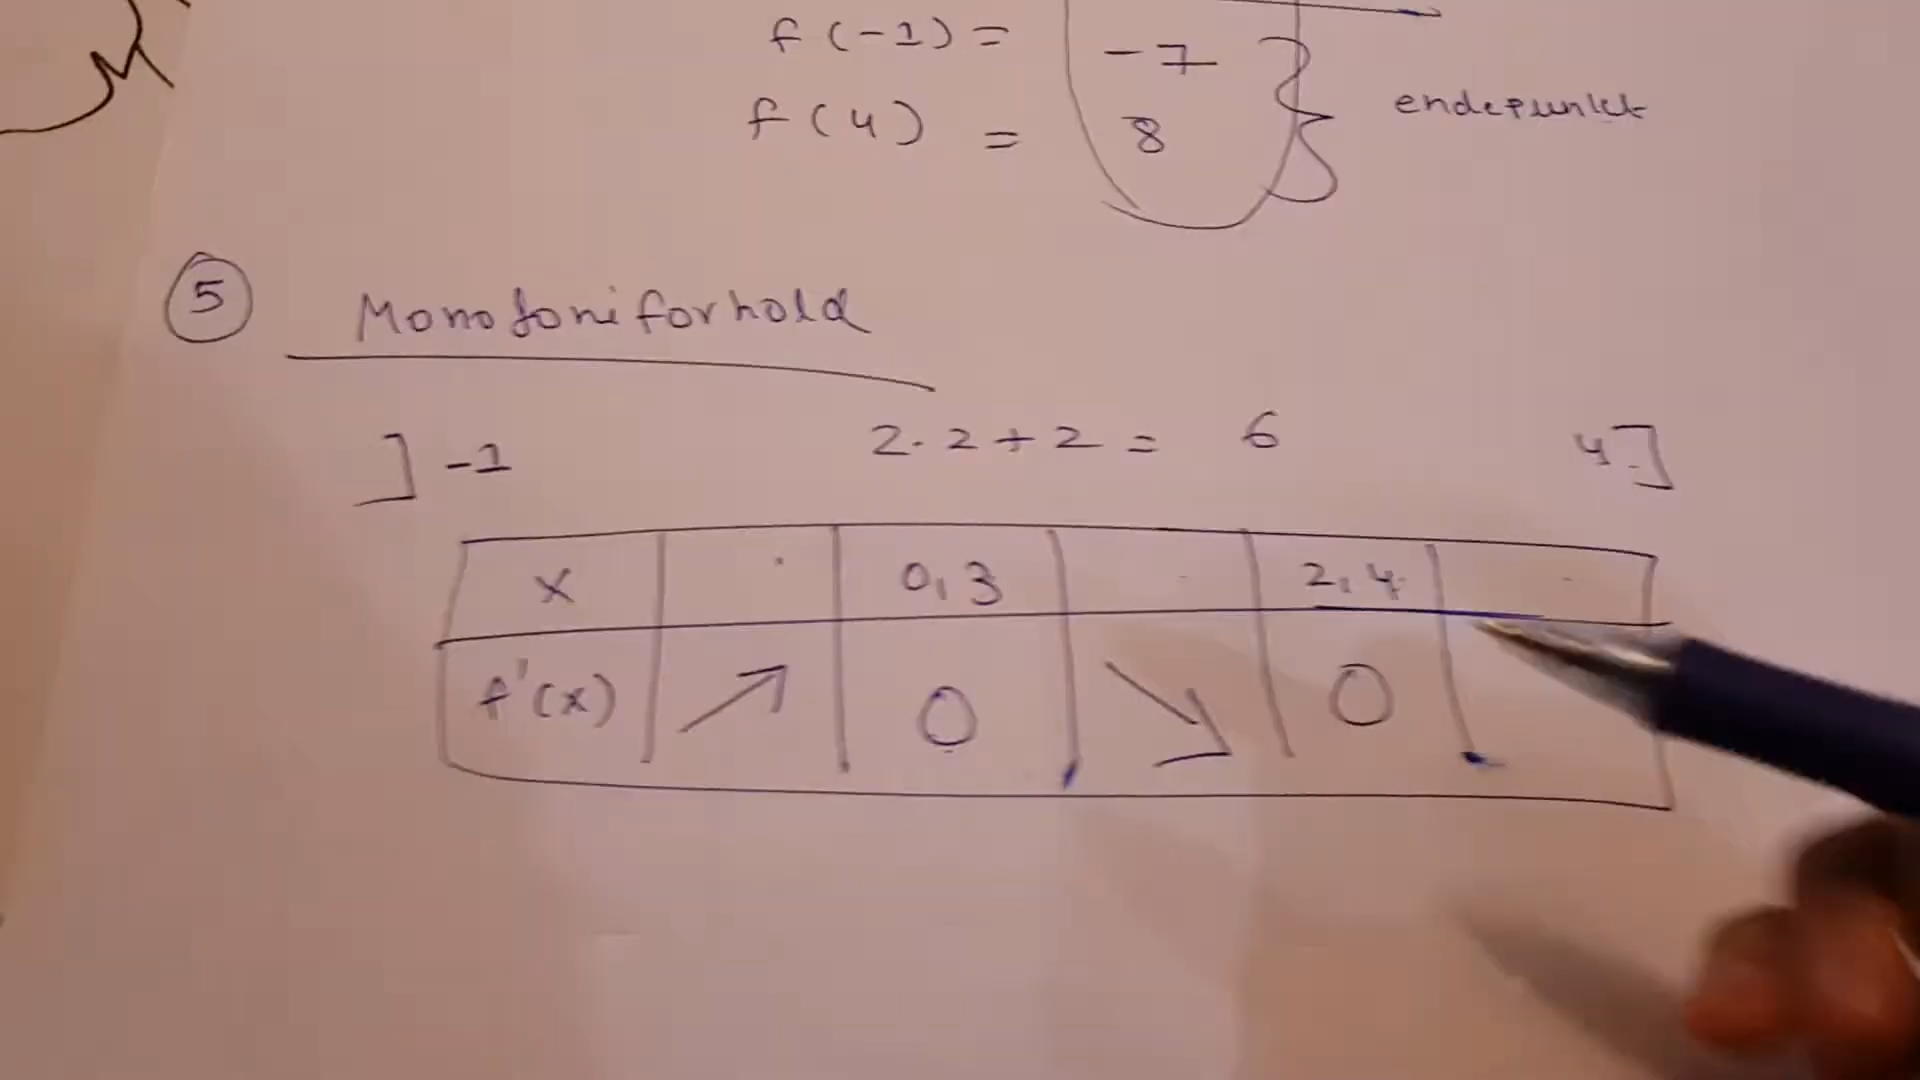 f(-1) = -7
f(4) = 8
endepunkt
5 Monotoniforhold
]-1 2·2+2 = 6 4]
x 0,3 2,4
f'(x) ↗ 0 ↘ 0